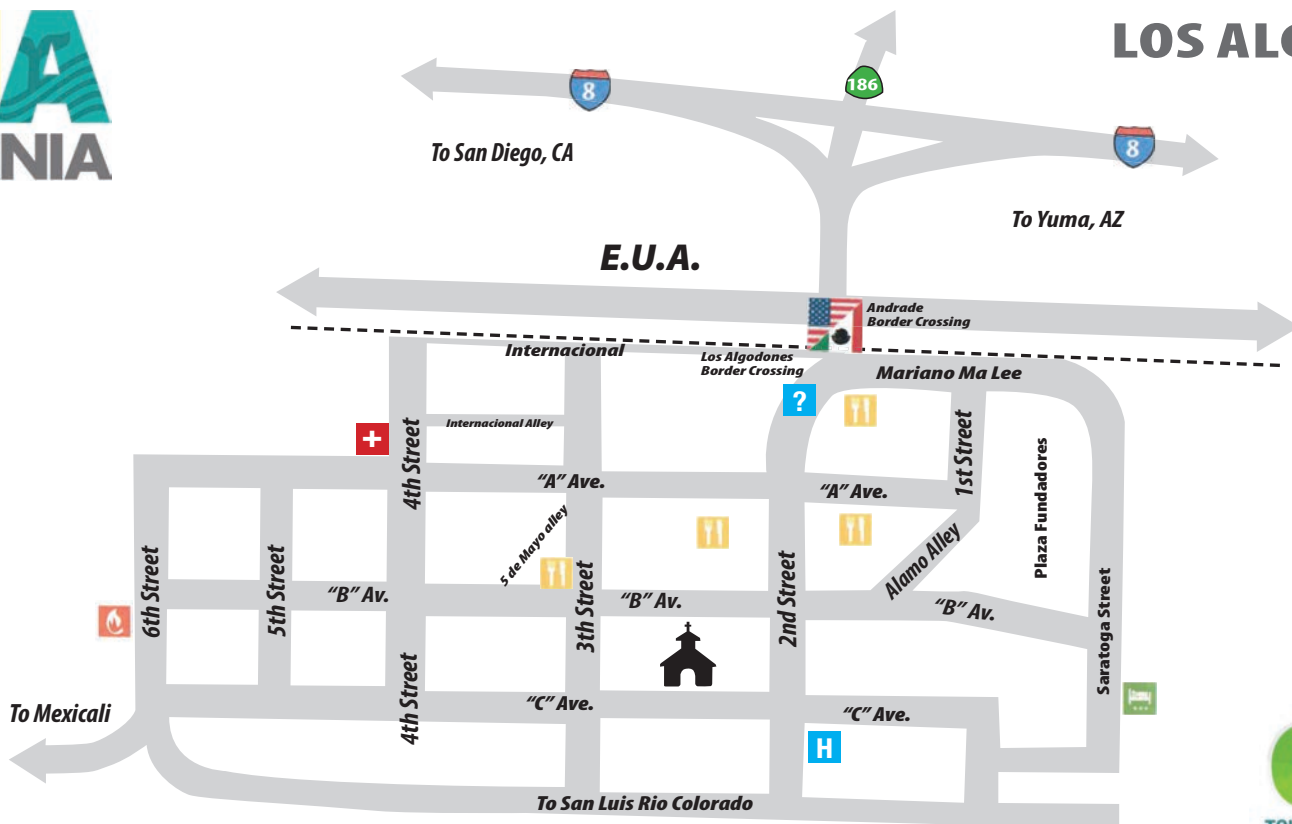 A
NIA
LOS ALG
8
186
8
To San Diego, CA
To Yuma, AZ
E.U.A.
Andrade
Border Crossing
Internacional
Los Algodones
Border Crossing
Mariano Ma Lee
?
Internacional Alley
4th Street
1st Street
Plaza Fundadores
"A" Ave.
"A" Ave.
5 de Mayo alley
Alamo Alley
6th Street
5th Street
"B" Av.
3th Street
"B" Av.
2nd Street
"B" Av.
Saratoga Street
4th Street
"C" Ave.
"C" Ave.
To Mexicali
H
To San Luis Rio Colorado